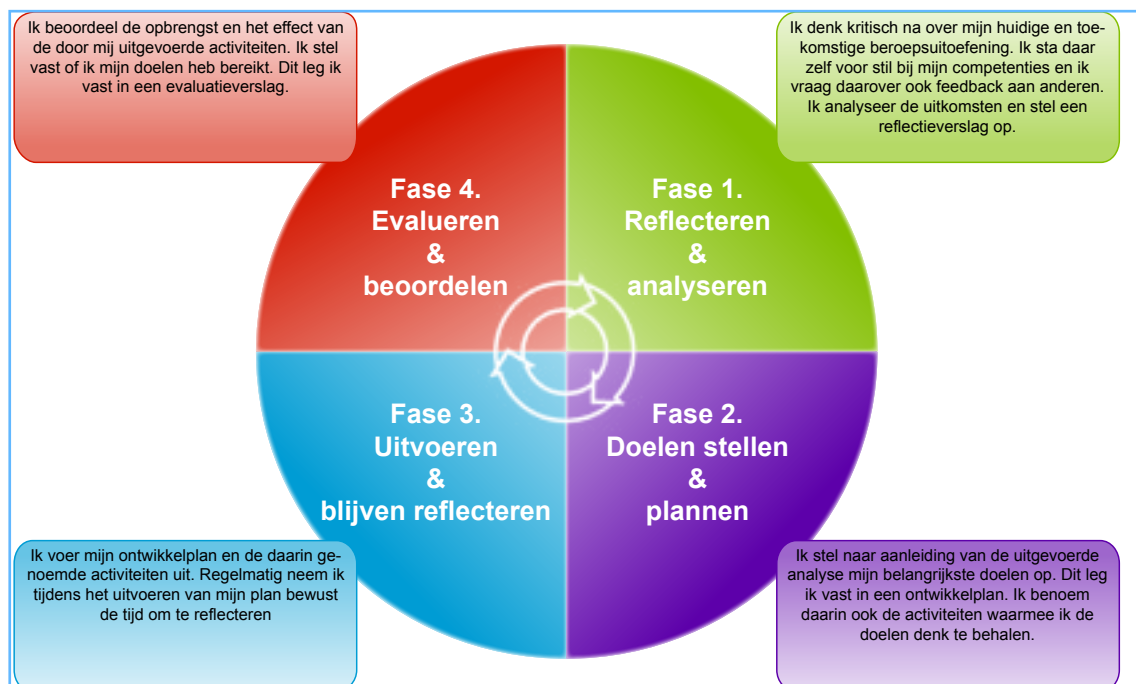 Ik beoordeel de opbrengst en het effect van
de door mij uitgevoerde activiteiten. Ik stel
vast of ik mijn doelen heb bereikt. Dit leg ik
vast in een evaluatieverslag.
Ik denk kritisch na over mijn huidige en toe-
komstige beroepsuitoefening. Ik sta daar
zelf voor stil bij mijn competenties en ik
vraag daarover ook feedback aan anderen.
Ik analyseer de uitkomsten en stel een
reflectieverslag op.
Fase 4.
Evalueren
&
beoordelen
Fase 1.
Reflecteren
&
analyseren
Fase 3.
Uitvoeren
&
blijven reflecteren
Fase 2.
Doelen stellen
&
plannen
Ik voer mijn ontwikkelplan en de daarin ge-
noemde activiteiten uit. Regelmatig neem ik
tijdens het uitvoeren van mijn plan bewust
de tijd om te reflecteren
Ik stel naar aanleiding van de uitgevoerde
analyse mijn belangrijkste doelen op. Dit leg
ik vast in een ontwikkelplan. Ik benoem
daarin ook de activiteiten waarmee ik de
doelen denk te behalen.